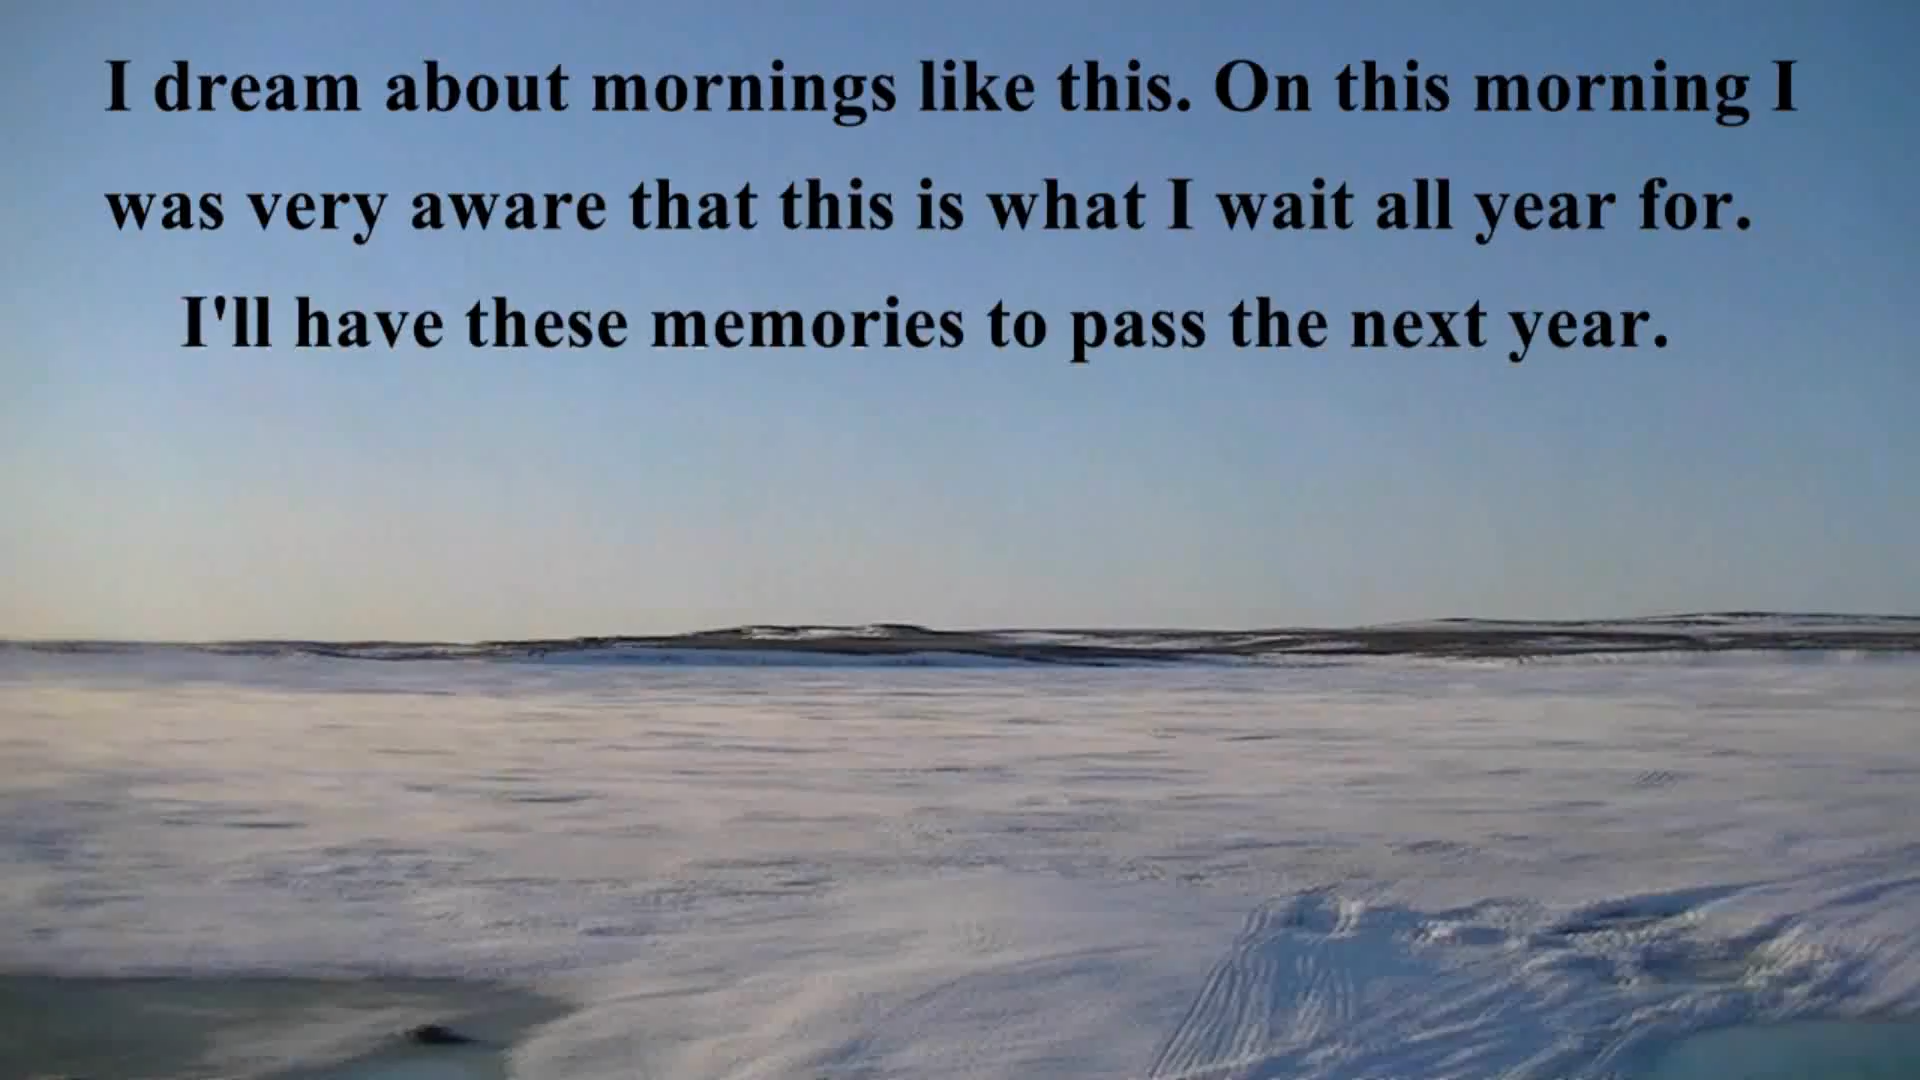 I dream about mornings like this. On this morning I
was very aware that this is what I wait all year for.
I'll have these memories to pass the next year.